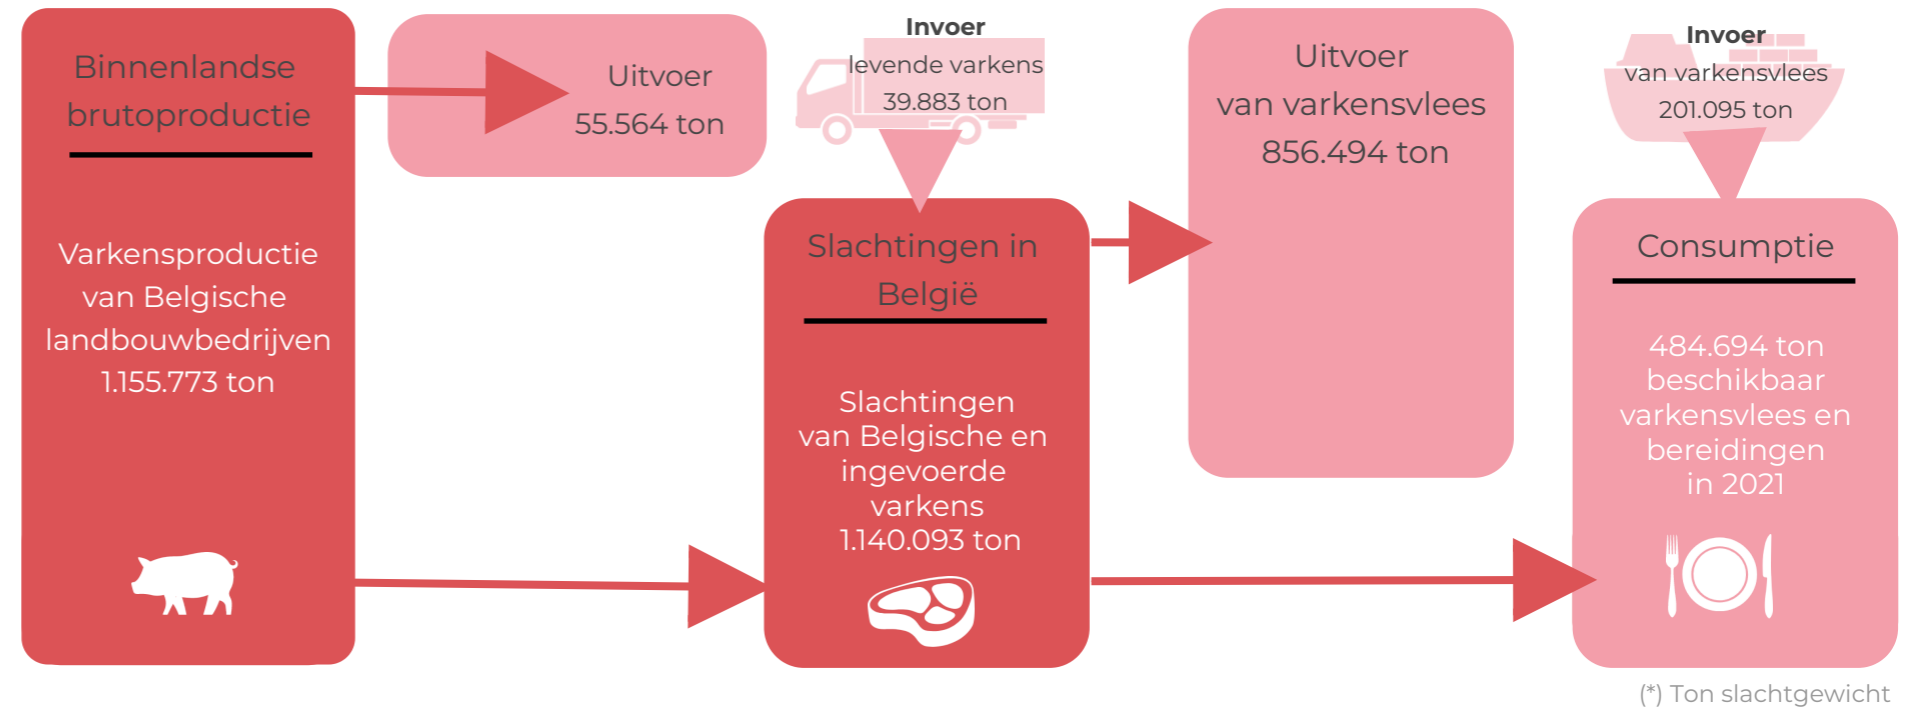 Binnenlandse
brutoproductie
Varkensproductie
van Belgische
landbouwbedrijven
1.155.773 ton
Uitvoer
55.564 ton
Invoer
levende varkens
39.883 ton
Slachtingen in
België
Slachtingen
van Belgische en
ingevoerde
varkens
1.140.093 ton
Uitvoer
van varkensvlees
856.494 ton
Invoer
van varkensvlees
201.095 ton
Consumptie
484.694 ton
beschikbaar
varkensvlees en
bereidingen
in 2021
(*) Ton slachtgewicht